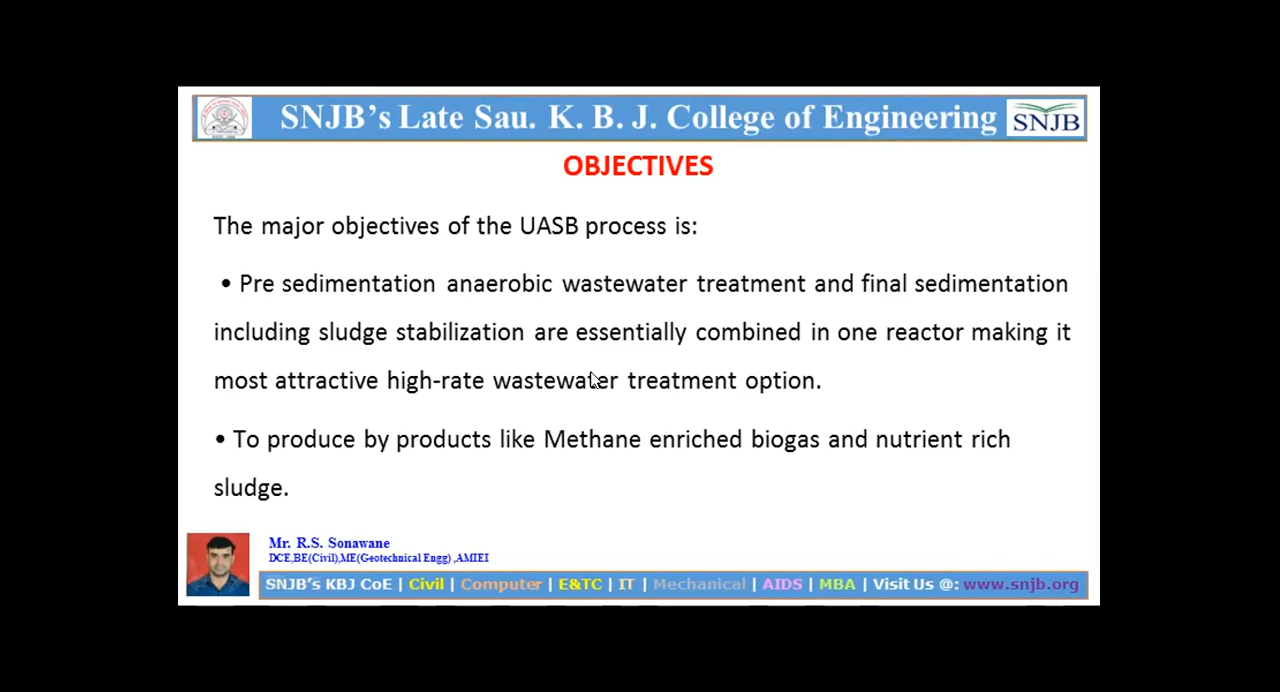 SNJB's Late Sau. K. B. J. College of Engineering
SNJB
OBJECTIVES
The major objectives of the UASB process is:
• Pre sedimentation anaerobic wastewater treatment and final sedimentation
including sludge stabilization are essentially combined in one reactor making it
most attractive high-rate wastewater treatment option.
• To produce by products like Methane enriched biogas and nutrient rich
sludge.
Mr. R.S. Sonawane
DCE,BE(Civil),ME(Geotechnical Engg) ,AMIEI
SNJB's KBJ CoE | Civil | Computer | E&TC | IT | Mechanical | AIDS | MBA | Visit Us @: www.snjb.org